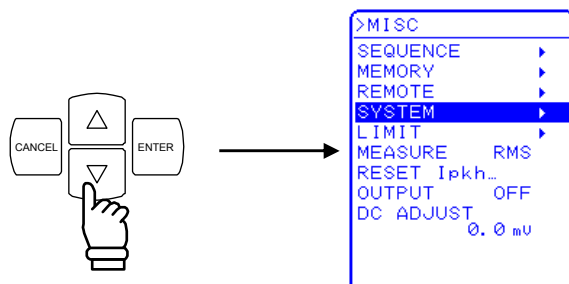 CANCEL
ENTER
>MISC
SEQUENCE
MEMORY
REMOTE
SYSTEM
LIMIT
MEASURE RMS
RESET Ipkh…
OUTPUT OFF
DC ADJUST
0.0 mV